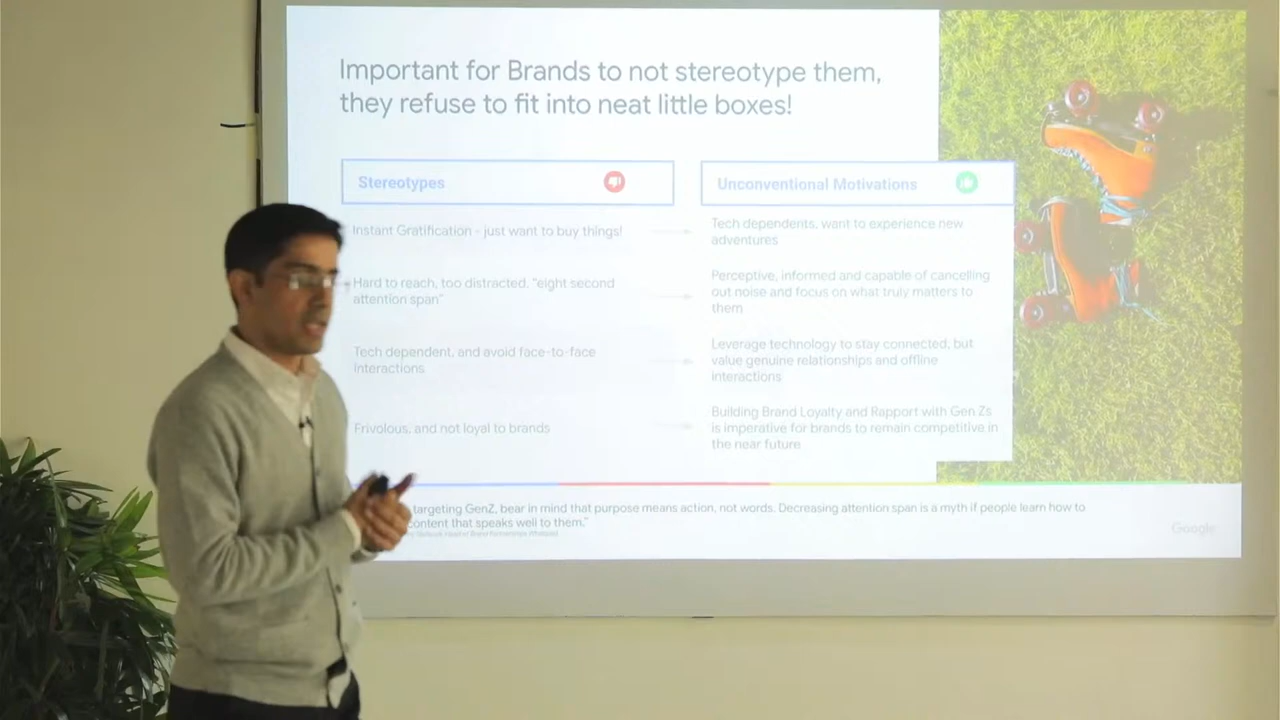 Important for Brands to not stereotype them,
they refuse to fit into neat little boxes!
Stereotypes
Unconventional Motivations
Instant Gratification - just want to buy things!
Tech dependents, want to experience new
adventures
Hard to reach, too distracted. "eight second
attention span"
Perceptive, informed and capable of cancelling
out noise and focus on what truly matters to
them
Tech dependent, and avoid face-to-face
Interactions
Leverage technology to stay connected, but
value genuine relationships and offline
interactions
Frivolous, and not loyal to brands
Building Brand Loyalty and Rapport with Gen Zs
is imperative for brands to remain competitive in
the near future
targeting GenZ, bear in mind that purpose means action, not words. Decreasing attention span is a myth if people learn how to
content that speaks well to them."
Head of Brand Partnerships
Google